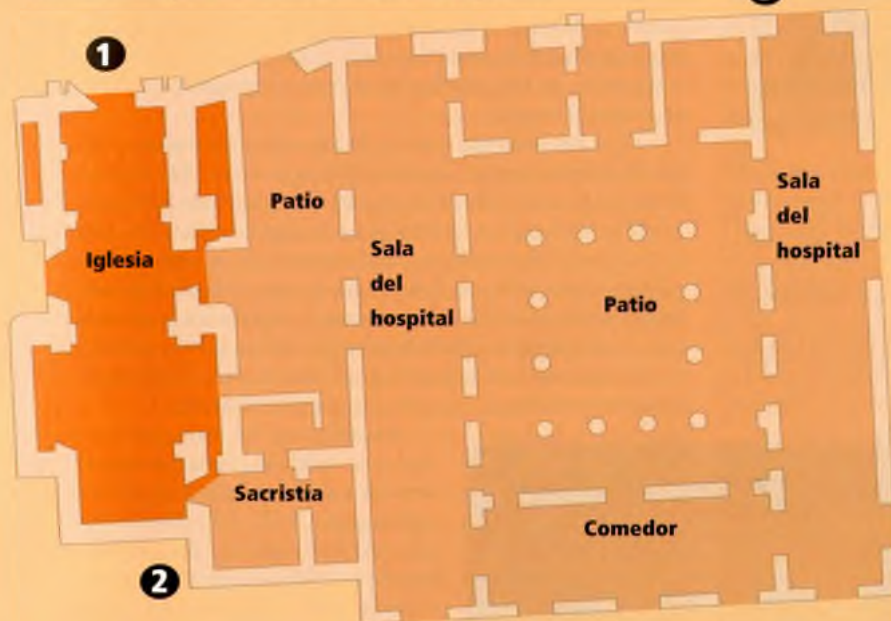 1
Iglesia
Patio
Sala
del
hospital
Patio
Sala
del
hospital
Sacristía
Comedor
2